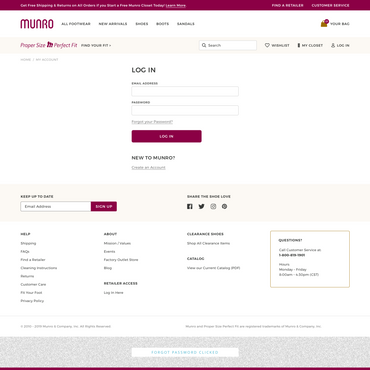 Get Free Shipping & Returns on All Orders if you Start a Free Munro Closet Today! Learn More
FIND A RETAILER
CUSTOMER SERVICE
MUNRO
ALL FOOTWEAR
NEW ARRIVALS
SHOES
BOOTS
SANDALS
YOUR BAG
Proper Size Perfect Fit
FIND YOUR FIT >
Search
WISHLIST
MY CLOSET
LOG IN
HOME
MY ACCOUNT
LOG IN
EMAIL ADDRESS
PASSWORD
Forgot your Password?
LOG IN
NEW TO MUNRO?
Create an Account
KEEP UP TO DATE
Email Address
SIGN UP
SHARE THE SHOE LOVE
HELP
Shipping
FAQs
Find a Retailer
Cleaning Instructions
Returns
Customer Care
Fit Your Foot
Privacy Policy
ABOUT
Mission / Values
Events
Factory Outlet Store
Blog
RETAILER ACCESS
Log in Here
CLEARANCE SHOES
Shop All Clearance Items
CATALOG
View our Current Catalog (PDF)
QUESTIONS?
Call Customer Service at:
1-800-819-1901
Hours
Monday - Friday
8:00am - 4:35pm (CST)
Munro & Company, Inc. All Rights Reserved.
Munro and Proper Size Perfect Fit are registered trademarks of Munro & Company, Inc.
FORGOT PASSWORD CLICKED